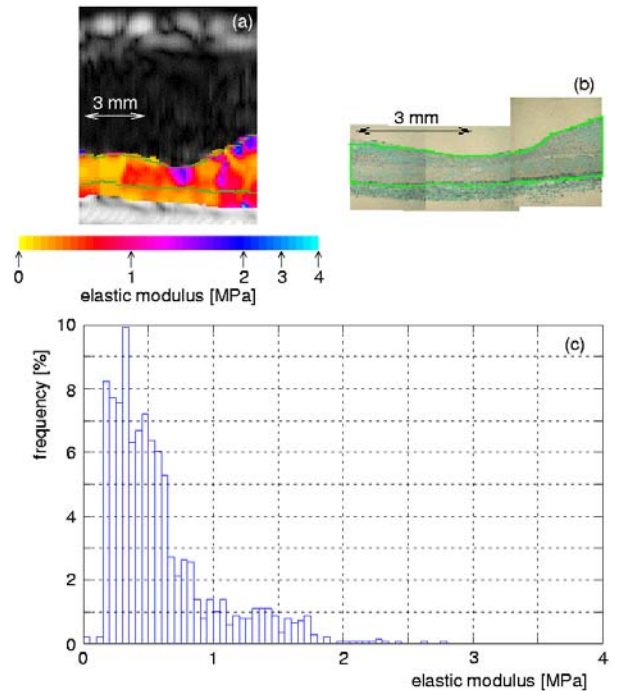 (a)
3 mm
(b)
3 mm
0 1 2 3 4
elastic modulus [MPa]
(c)
frequency [%]
10
8
6
4
2
0
0 1 2 3 4
elastic modulus [MPa]